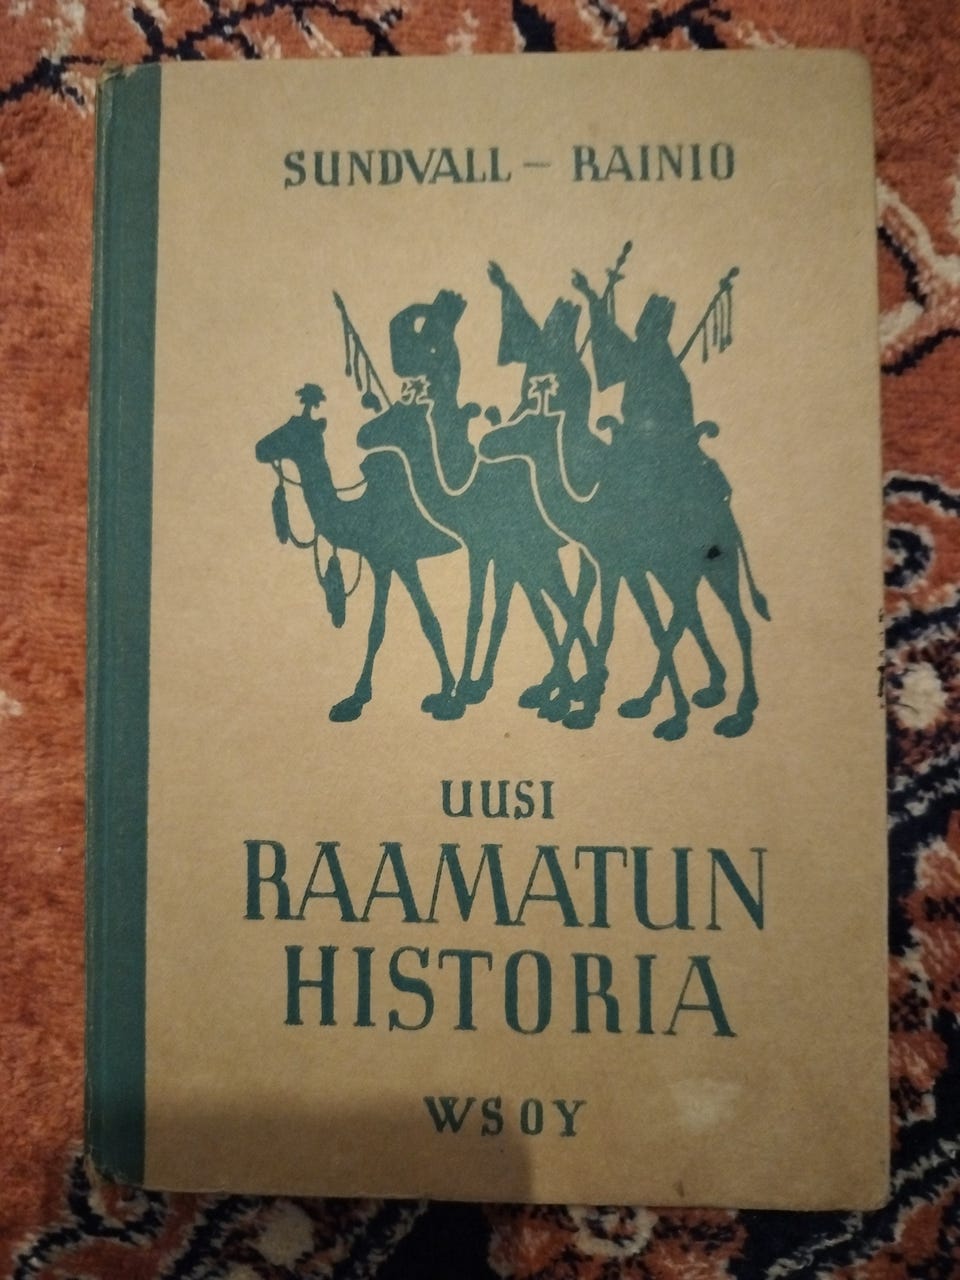 SUNDVALL – RAINIO
UUSI
RAAMATUN
HISTORIA
WSOY